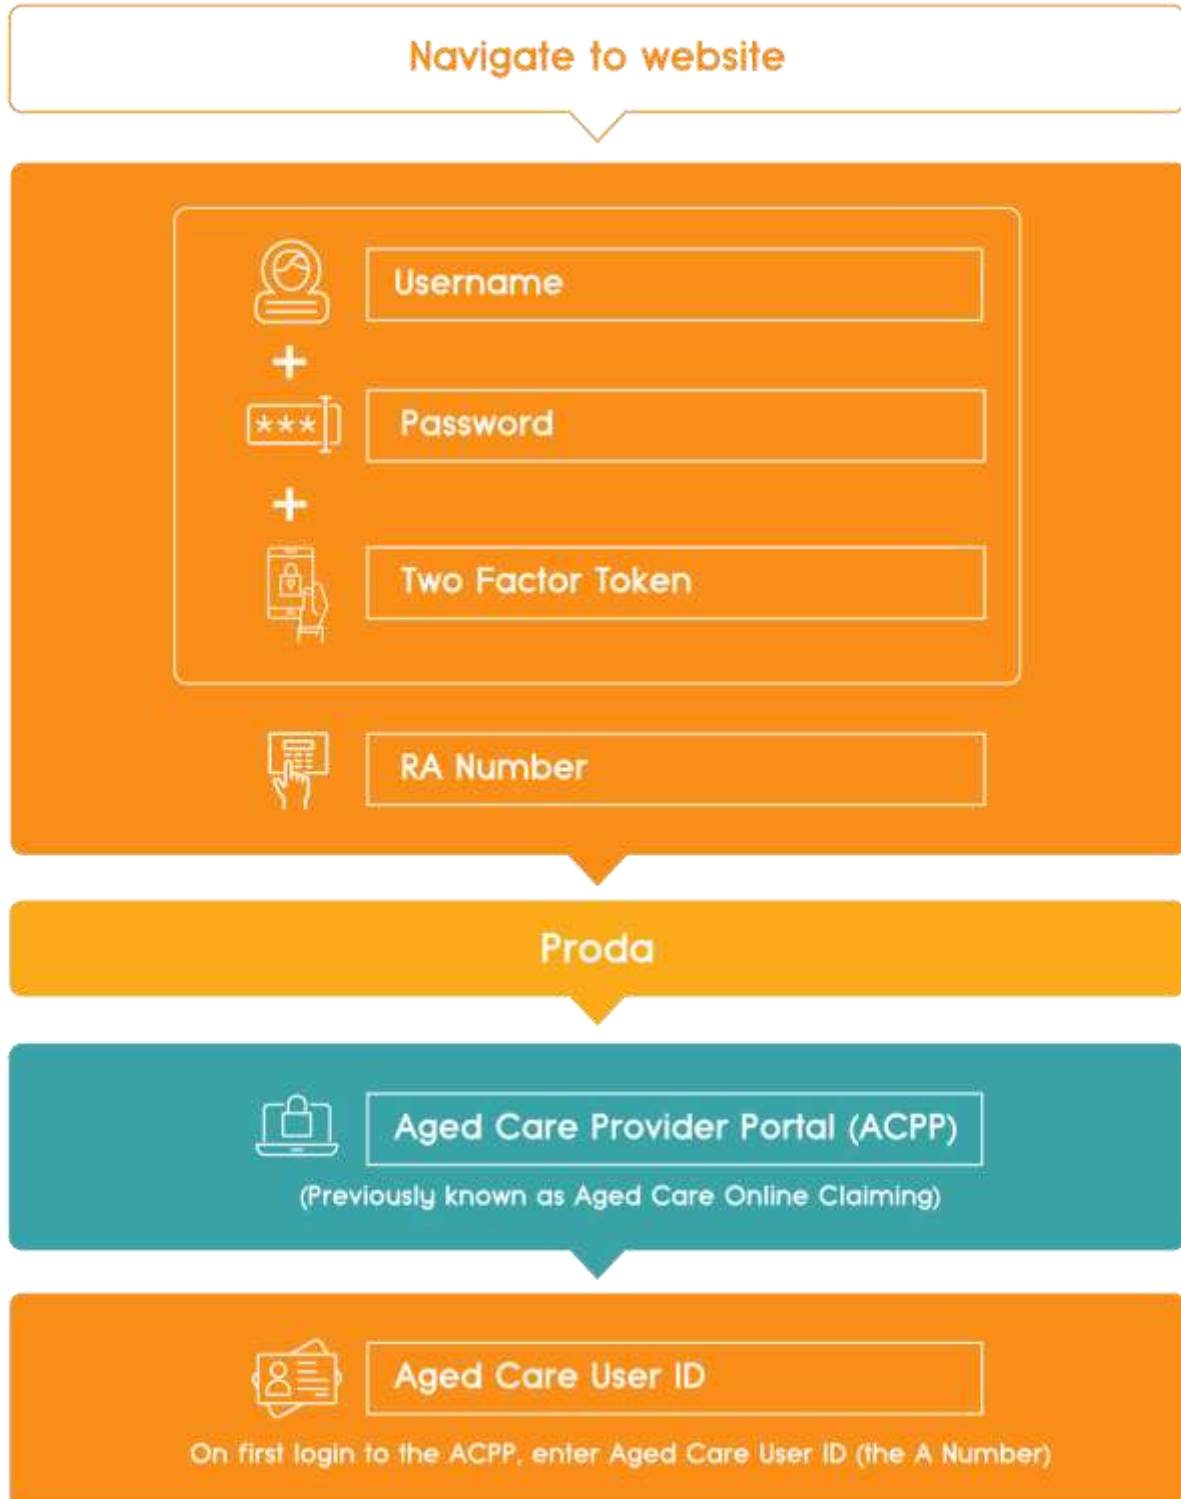 Navigate to website
Username
+
***
Password
+
Two Factor Token
RA Number
Proda
Aged Care Provider Portal (ACPP)
(Previously known as Aged Care Online Claiming)
Aged Care User ID
On first login to the ACPP, enter Aged Care User ID (the A Number)